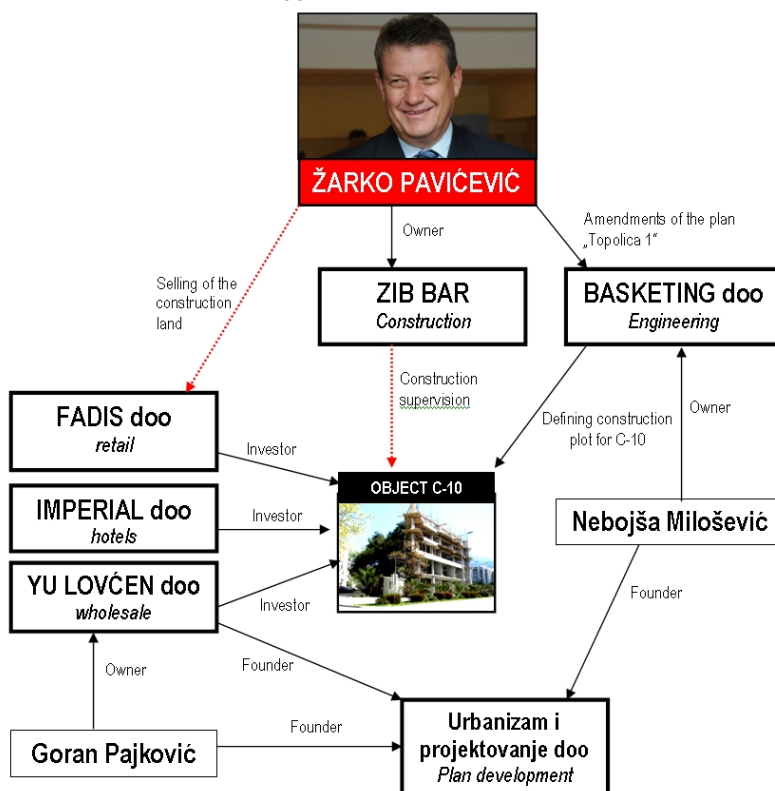 ŽARKO PAVIĆEVIĆ
Owner
Amendments of the plan
„Topolica 1“
Selling of the
construction
land
ZIB BAR
Construction
BASKETING doo
Engineering
Construction
supervision
Owner
Defining construction
plot for C-10
FADIS doo
retail
Investor
OBJECT C-10
IMPERIAL doo
hotels
Investor
Nebojša Milošević
YU LOVĆEN doo
wholesale
Investor
Founder
Owner
Founder
Goran Pajković
Founder
Urbanizam i
projektovanje doo
Plan development